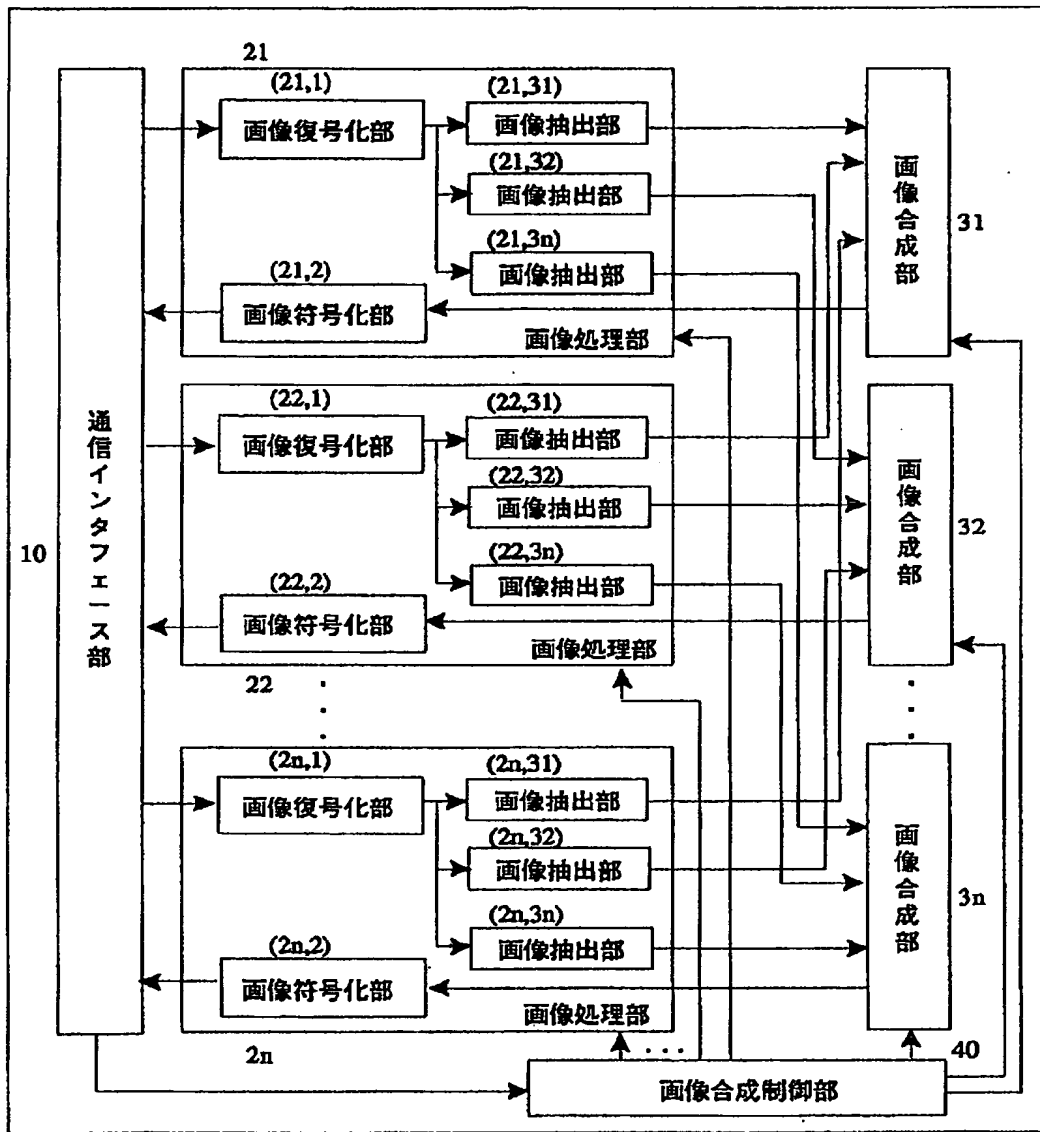 21
(21,1)
画像復号化部
(21,31)
画像抽出部
(21,32)
画像抽出部
(21,3n)
画像抽出部
(21,2)
画像符号化部
画像処理部
画像合成部
31
通信インタフェース部
10
(22,1)
画像復号化部
(22,31)
画像抽出部
(22,32)
画像抽出部
(22,3n)
画像抽出部
(22,2)
画像符号化部
画像処理部
22
画像合成部
32
(2n,1)
画像復号化部
(2n,31)
画像抽出部
(2n,32)
画像抽出部
(2n,3n)
画像抽出部
(2n,2)
画像符号化部
画像処理部
2n
画像合成部
3n
40
画像合成制御部